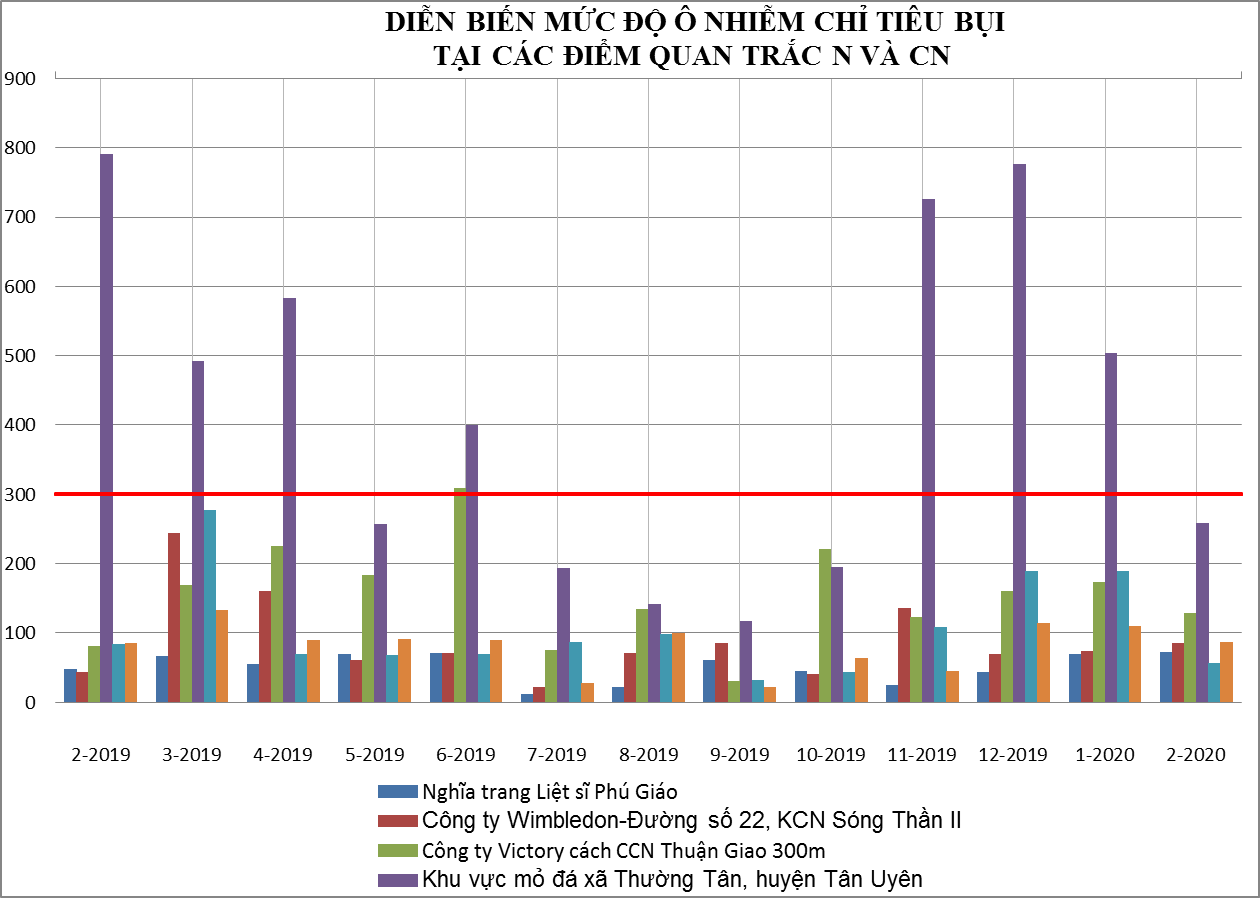 DIỄN BIẾN MỨC ĐỘ Ô NHIỄM CHỈ TIÊU BỤI
TẠI CÁC ĐIỂM QUAN TRẮC N VÀ CN
900
800
700
600
500
400
300
200
100
0
2-2019 3-2019 4-2019 5-2019 6-2019 7-2019 8-2019 9-2019 10-2019 11-2019 12-2019 1-2020 2-2020
Nghĩa trang Liệt sĩ Phú Giáo
Công ty Wimbledon-Đường số 22, KCN Sóng Thần II
Công ty Victory cách CCN Thuận Giao 300m
Khu vực mỏ đá xã Thường Tân, huyện Tân Uyên